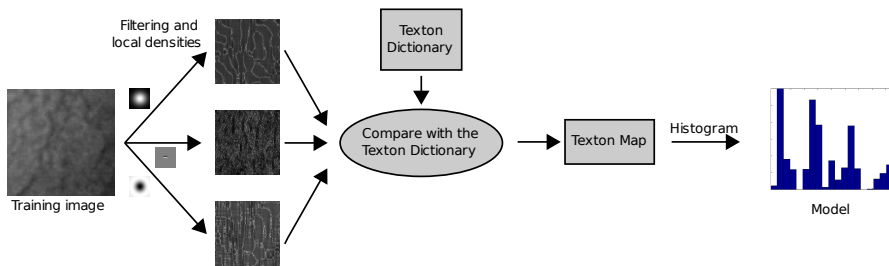 Filtering and
local densities
Texton
Dictionary
Training image
Compare with the
Texton Dictionary
Texton Map
Histogram
Model